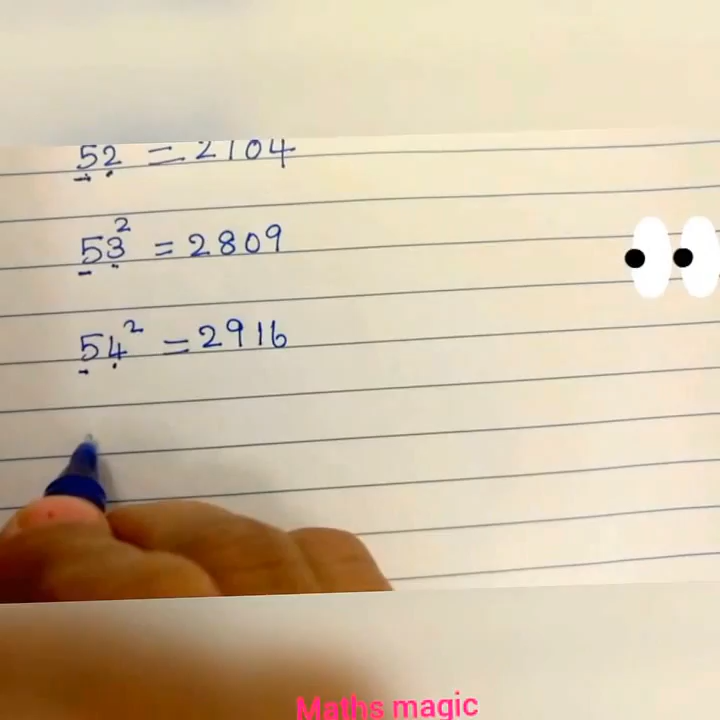 52 = 2704
53² = 2809
54² = 2916
Maths magic